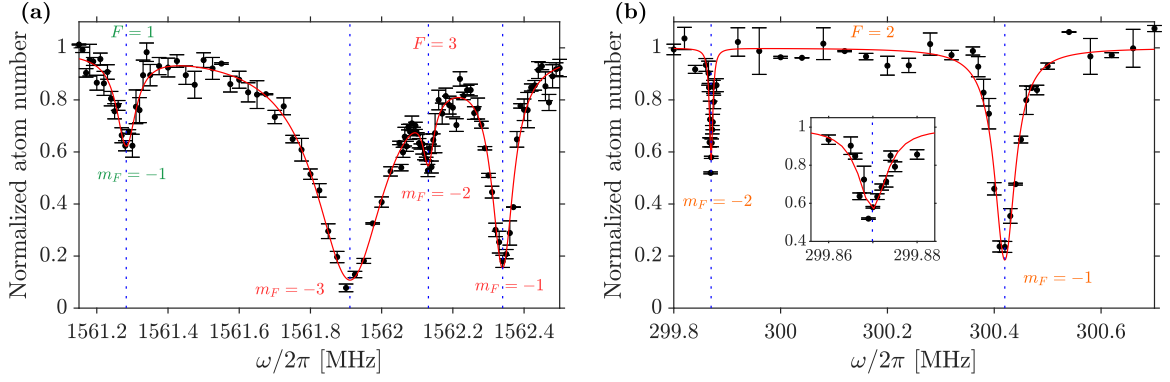 (a)
F = 1
F = 3
Normalized atom number
1
0.8
0.6
0.4
0.2
0
m_F = −1
m_F = −2
m_F = −3
m_F = −1
1561.2
1561.4
1561.6
1561.8
1562
1562.2
1562.4
ω/2π [MHz]
(b)
F = 2
Normalized atom number
1
0.8
0.6
0.4
0.2
0
m_F = −2
m_F = −1
1
0.8
0.6
0.4
299.86
299.88
299.8
300
300.2
300.4
300.6
ω/2π [MHz]